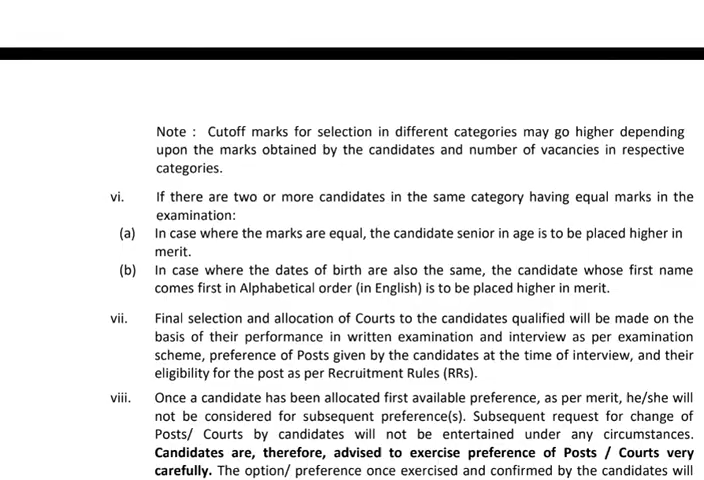 Note : Cutoff marks for selection in different categories may go higher depending
upon the marks obtained by the candidates and number of vacancies in respective
categories.
vi. If there are two or more candidates in the same category having equal marks in the
examination:
(a) In case where the marks are equal, the candidate senior in age is to be placed higher in
merit.
(b) In case where the dates of birth are also the same, the candidate whose first name
comes first in Alphabetical order (in English) is to be placed higher in merit.
vii. Final selection and allocation of Courts to the candidates qualified will be made on the
basis of their performance in written examination and interview as per examination
scheme, preference of Posts given by the candidates at the time of interview, and their
eligibility for the post as per Recruitment Rules (RRs).
viii. Once a candidate has been allocated first available preference, as per merit, he/she will
not be considered for subsequent preference(s). Subsequent request for change of
Posts/ Courts by candidates will not be entertained under any circumstances.
Candidates are, therefore, advised to exercise preference of Posts / Courts very
carefully. The option/ preference once exercised and confirmed by the candidates will